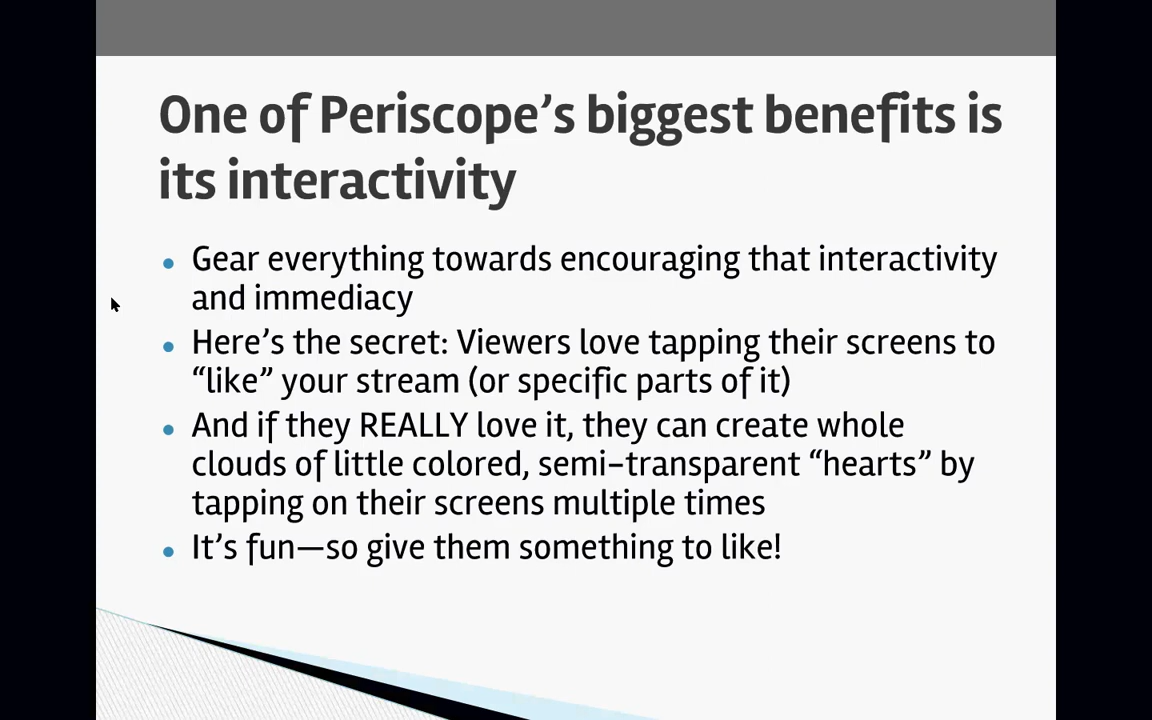 One of Periscope’s biggest benefits is
its interactivity
• Gear everything towards encouraging that interactivity
and immediacy
• Here’s the secret: Viewers love tapping their screens to
“like” your stream (or specific parts of it)
• And if they REALLY love it, they can create whole
clouds of little colored, semi-transparent “hearts” by
tapping on their screens multiple times
• It’s fun—so give them something to like!